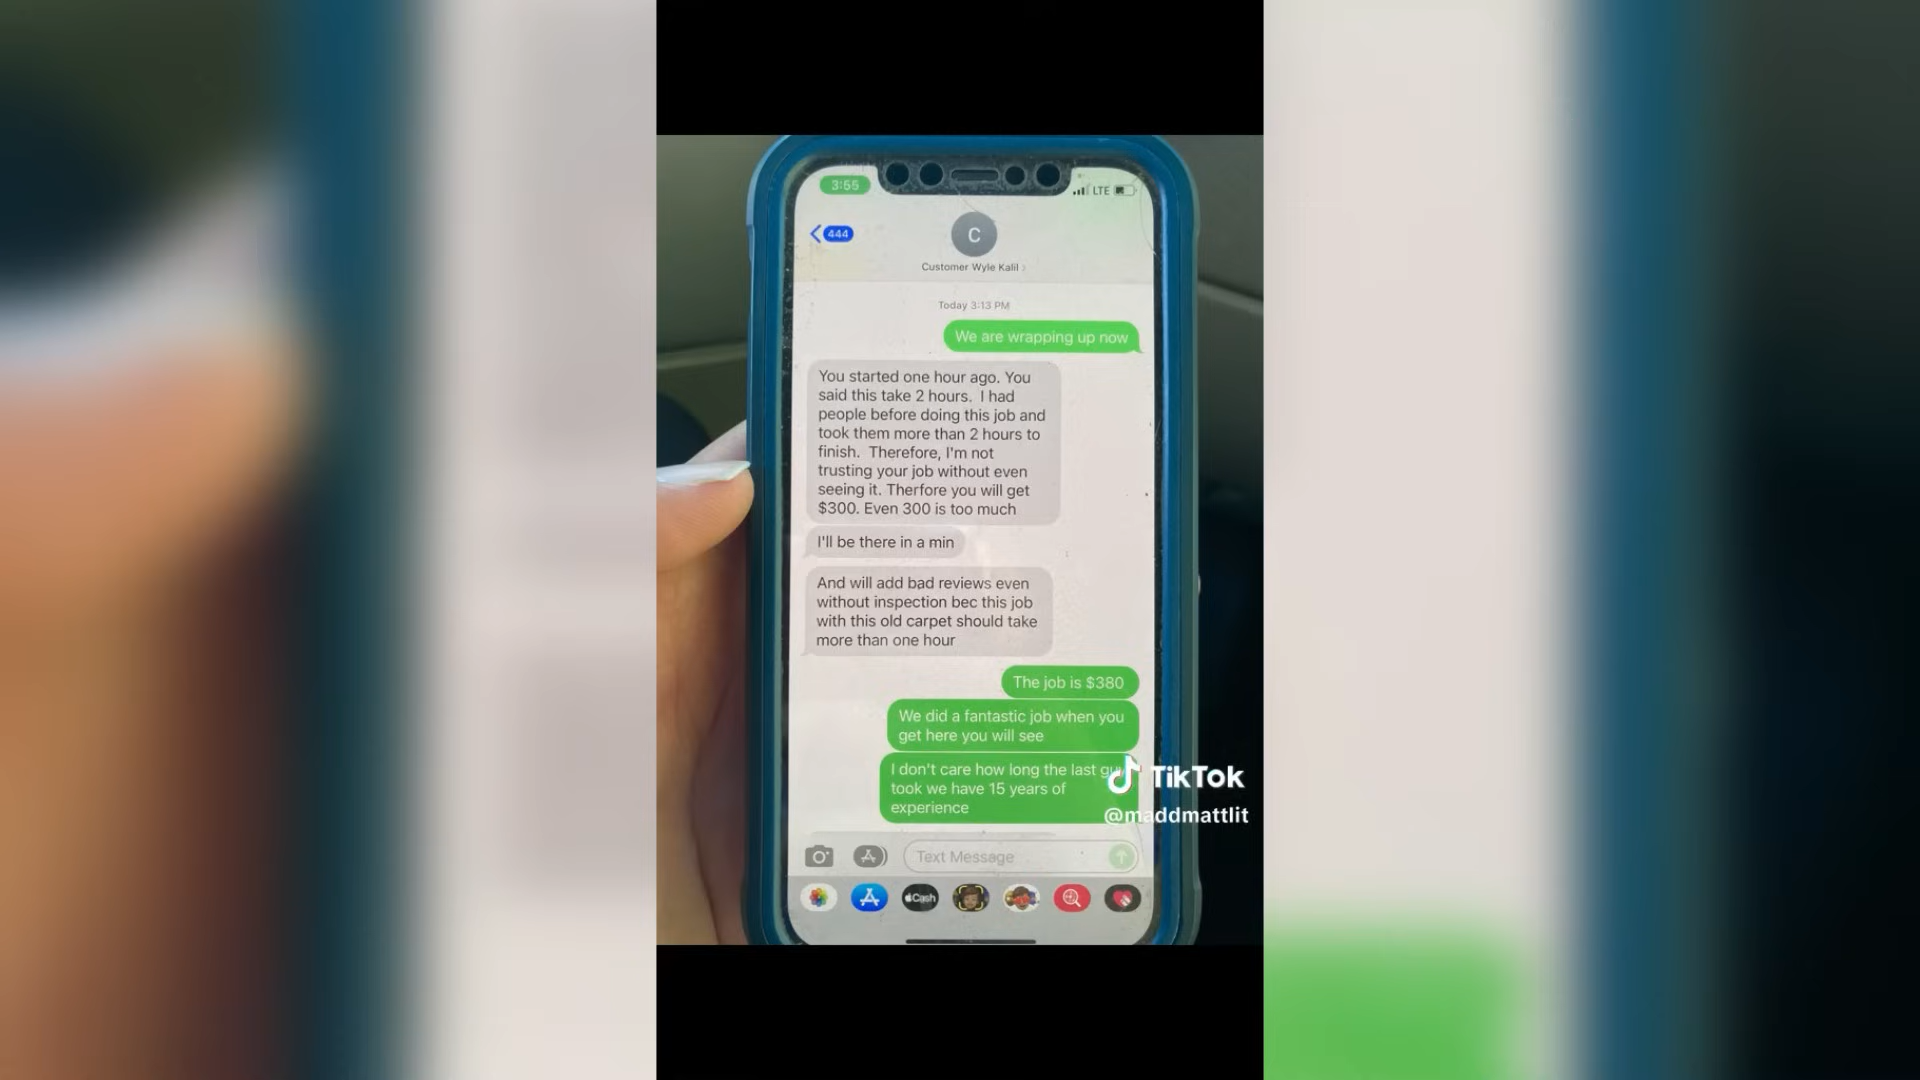 3:55
LTE
444
C
Customer Wyle Kalil
Today 3:13 PM
We are wrapping up now
You started one hour ago. You
said this take 2 hours. I had
people before doing this job and
took them more than 2 hours to
finish. Therefore, I'm not
trusting your job without even
seeing it. Therfore you will get
$300. Even 300 is too much
I'll be there in a min
And will add bad reviews even
without inspection bec this job
with this old carpet should take
more than one hour
The job is $380
We did a fantastic job when you
get here you will see
I don't care how long the last
took we have 15 years of
experience
TikTok
@maddmattlit
Text Message
Cash